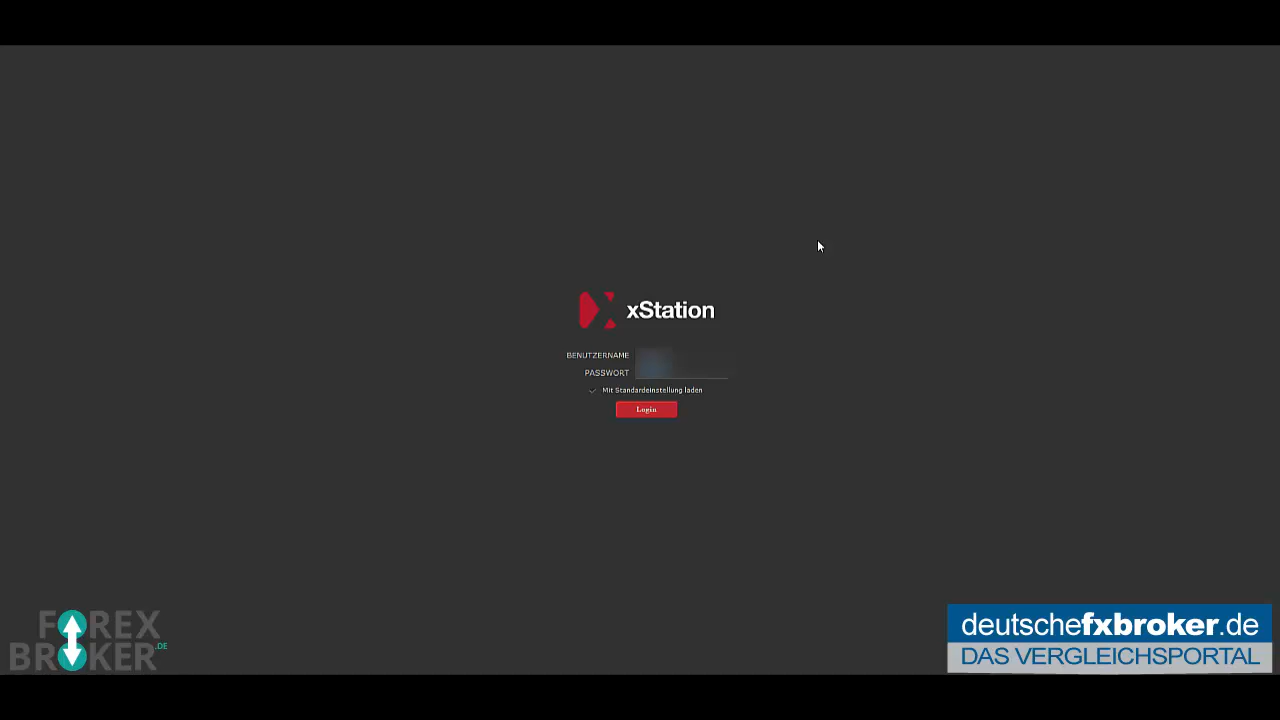 xStation
BENUTZERNAME
PASSWORT
Mit Standardeinstellung laden
Login
FOREX
BROKER.DE
deutschefxbroker.de
DAS VERGLEICHSPORTAL